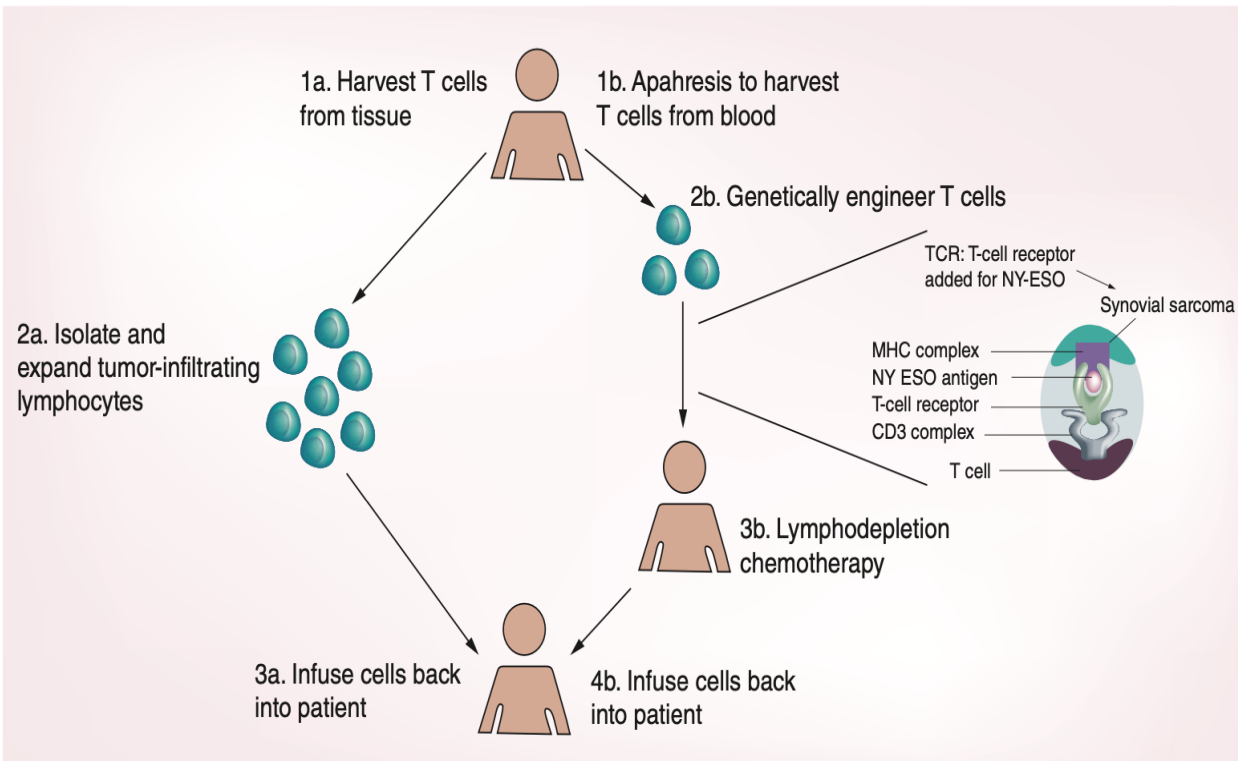 1a. Harvest T cells
from tissue
1b. Apahresis to harvest
T cells from blood
2b. Genetically engineer T cells
TCR: T-cell receptor
added for NY-ESO
Synovial sarcoma
2a. Isolate and
expand tumor-infiltrating
lymphocytes
MHC complex
NY ESO antigen
T-cell receptor
CD3 complex
T cell
3b. Lymphodepletion
chemotherapy
3a. Infuse cells back
into patient
4b. Infuse cells back
into patient